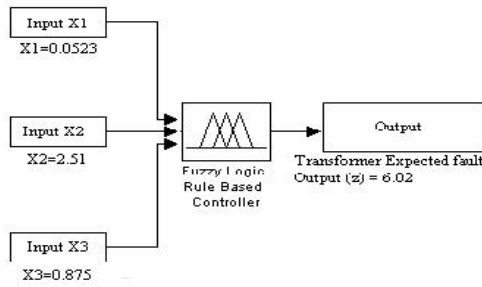 Input X1
X1=0.0523
Input X2
X2=2.51
Input X3
X3=0.875
Fuzzy Logic
Rule Based
Controller
Output
Transformer Expected fault
Output (z) = 6.02